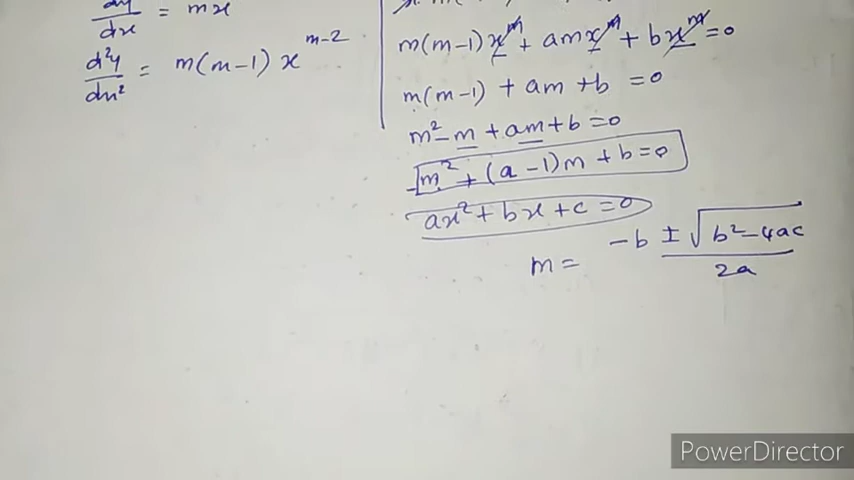 dy/dx = mx
d²y/dx² = m(m-1) x^(m-2)
m(m-1)x^m + amx^m + bx^m = 0
m(m-1) + am + b = 0
m² - m + am + b = 0
m² + (a-1)m + b = 0
ax² + bx + c = 0
m = -b ± √(b²-4ac) / 2a
PowerDirector